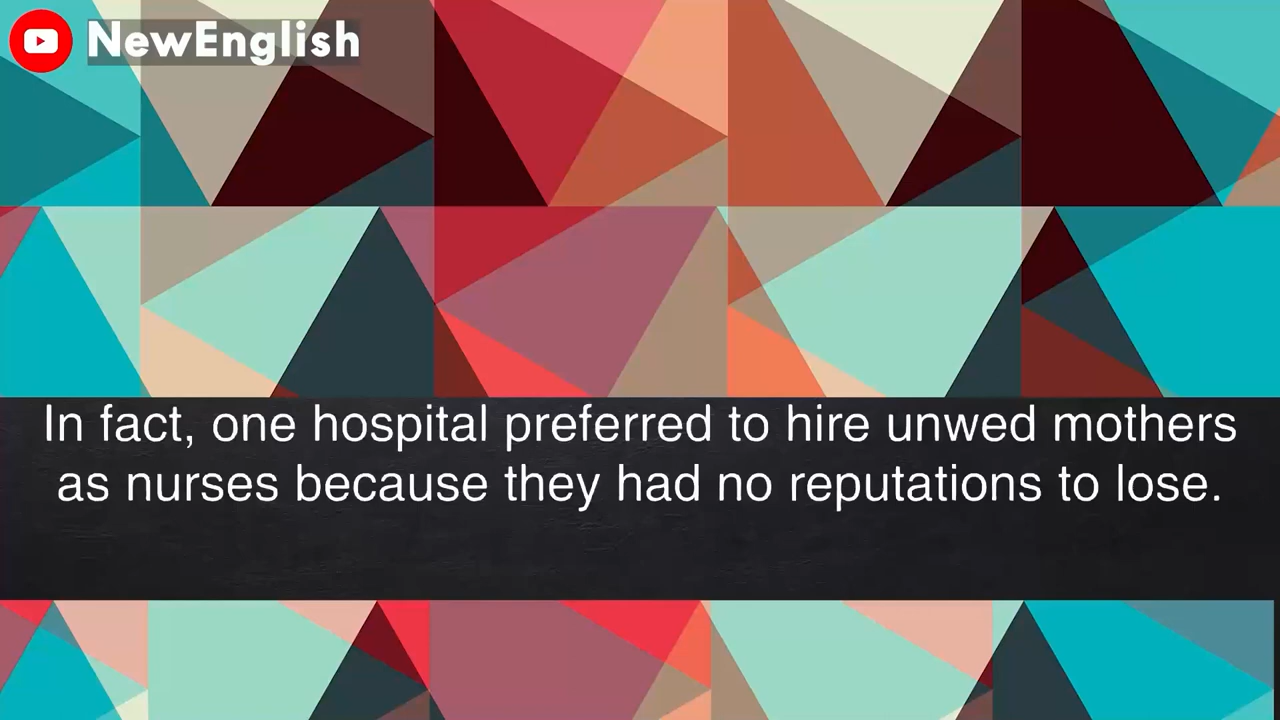 NewEnglish
In fact, one hospital preferred to hire unwed mothers
as nurses because they had no reputations to lose.